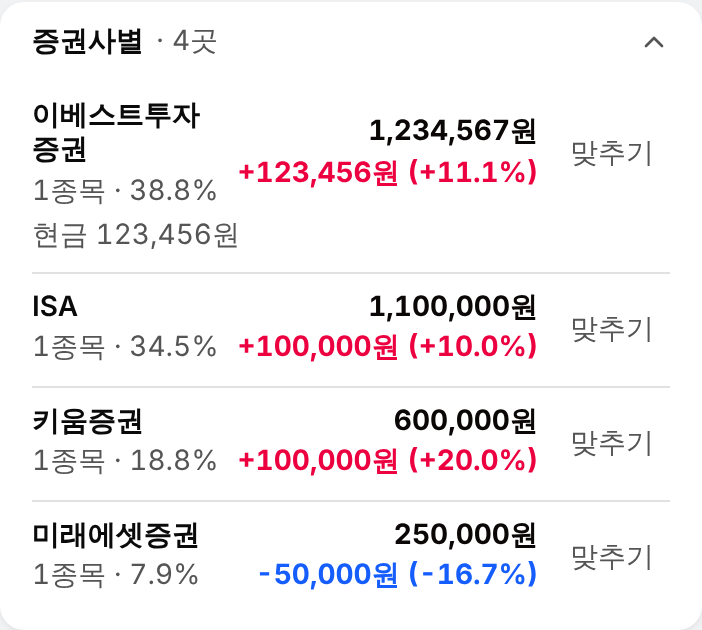 증권사별 · 4곳
이베스트투자
증권
1,234,567원
+123,456원 (+11.1%)
맞추기
1종목 · 38.8%
현금 123,456원
ISA
1,100,000원
맞추기
1종목 · 34.5%
+100,000원 (+10.0%)
키움증권
600,000원
맞추기
1종목 · 18.8%
+100,000원 (+20.0%)
미래에셋증권
250,000원
맞추기
1종목 · 7.9%
-50,000원 (-16.7%)